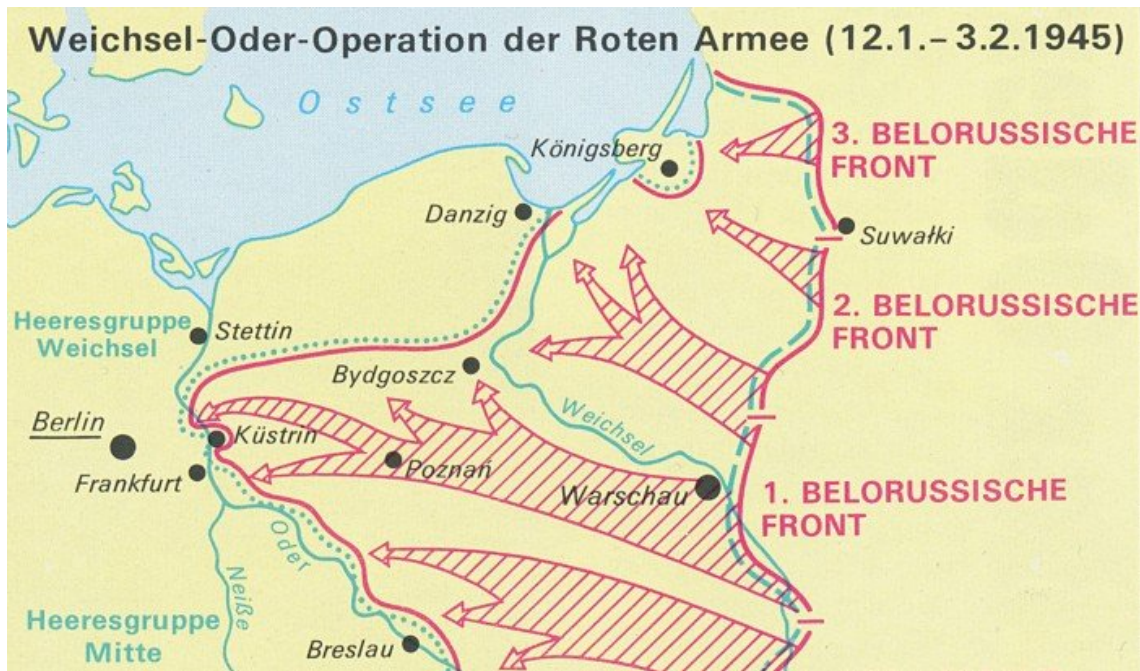 Weichsel-Oder-Operation der Roten Armee (12.1.–3.2.1945)
Ostsee
Königsberg
3. BELORUSSISCHE
FRONT
Danzig
Suwałki
Heeresgruppe
Weichsel
Stettin
2. BELORUSSISCHE
FRONT
Bydgoszcz
Berlin
Küstrin
Weichsel
Frankfurt
Poznań
Warschau
1. BELORUSSISCHE
FRONT
Oder
Neiße
Heeresgruppe
Mitte
Breslau